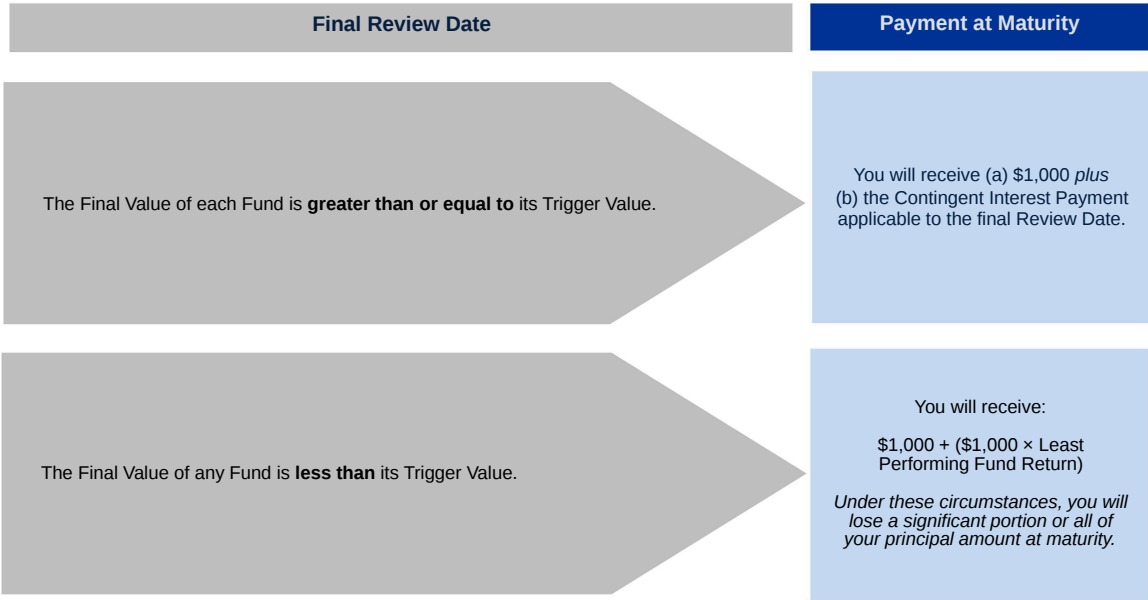 Final Review Date
Payment at Maturity
The Final Value of each Fund is greater than or equal to its Trigger Value.
You will receive (a) $1,000 plus
(b) the Contingent Interest Payment
applicable to the final Review Date.
The Final Value of any Fund is less than its Trigger Value.
You will receive:
$1,000 + ($1,000 × Least
Performing Fund Return)
Under these circumstances, you will
lose a significant portion or all of
your principal amount at maturity.